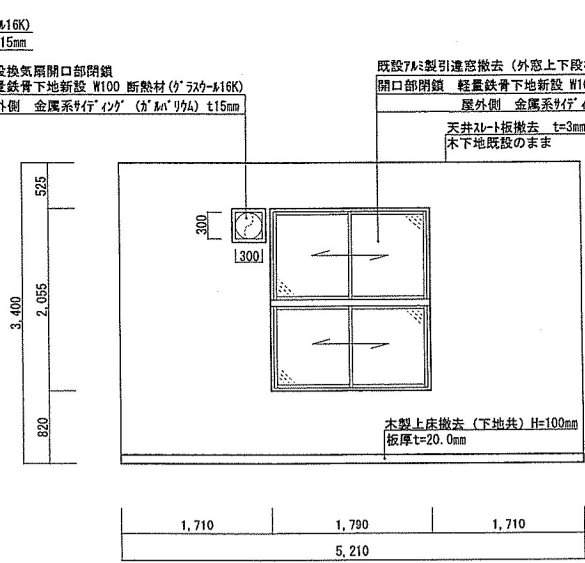 ﾙ16K)
15mm
設換気扇開口部閉鎖
量鉄骨下地新設 W100 断熱材(ｸﾞﾗｽｳｰﾙ16K)
外側 金属系ｻｲﾃﾞｨﾝｸﾞ (ｶﾞﾙﾊﾞﾘｳﾑ) t15mm
既設ｱﾙﾐ製引違窓撤去 (外窓上下段
開口部閉鎖 軽量鉄骨下地新設 W1
屋外側 金属系ｻｲﾃﾞｨ
天井ｽﾚｰﾄ板撤去 t=3mm
木下地既設のまま
525
2,055
820
3,400
300
300
木製上床撤去 (下地共) H=100mm
板厚t=20.0mm
1,710
1,790
1,710
5,210